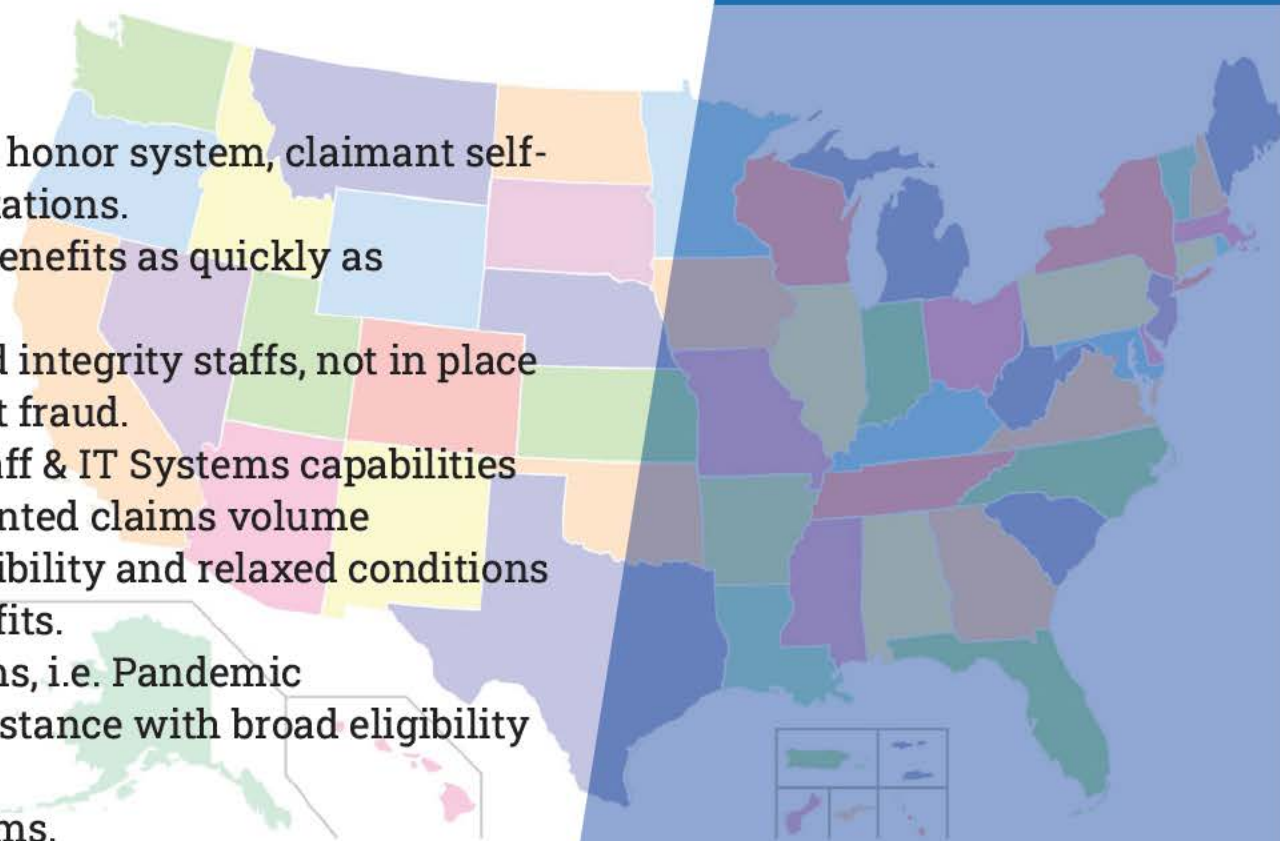 honor system, claimant self-
ations.
enefits as quickly as
d integrity staffs, not in place
t fraud.
aff & IT Systems capabilities
nted claims volume
ibility and relaxed conditions
fits.
ns, i.e. Pandemic
stance with broad eligibility
ms.